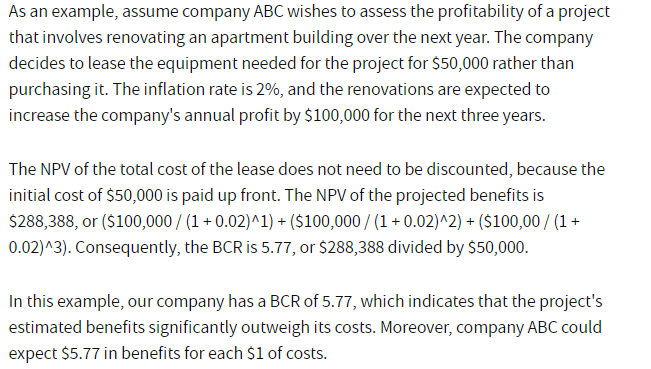 As an example, assume company ABC wishes to assess the profitability of a project
that involves renovating an apartment building over the next year. The company
decides to lease the equipment needed for the project for $50,000 rather than
purchasing it. The inflation rate is 2%, and the renovations are expected to
increase the company's annual profit by $100,000 for the next three years.
The NPV of the total cost of the lease does not need to be discounted, because the
initial cost of $50,000 is paid up front. The NPV of the projected benefits is
$288,388, or ($100,000 / (1 + 0.02)^1) + ($100,000 / (1 + 0.02)^2) + ($100,00 / (1 +
0.02)^3). Consequently, the BCR is 5.77, or $288,388 divided by $50,000.
In this example, our company has a BCR of 5.77, which indicates that the project's
estimated benefits significantly outweigh its costs. Moreover, company ABC could
expect $5.77 in benefits for each $1 of costs.